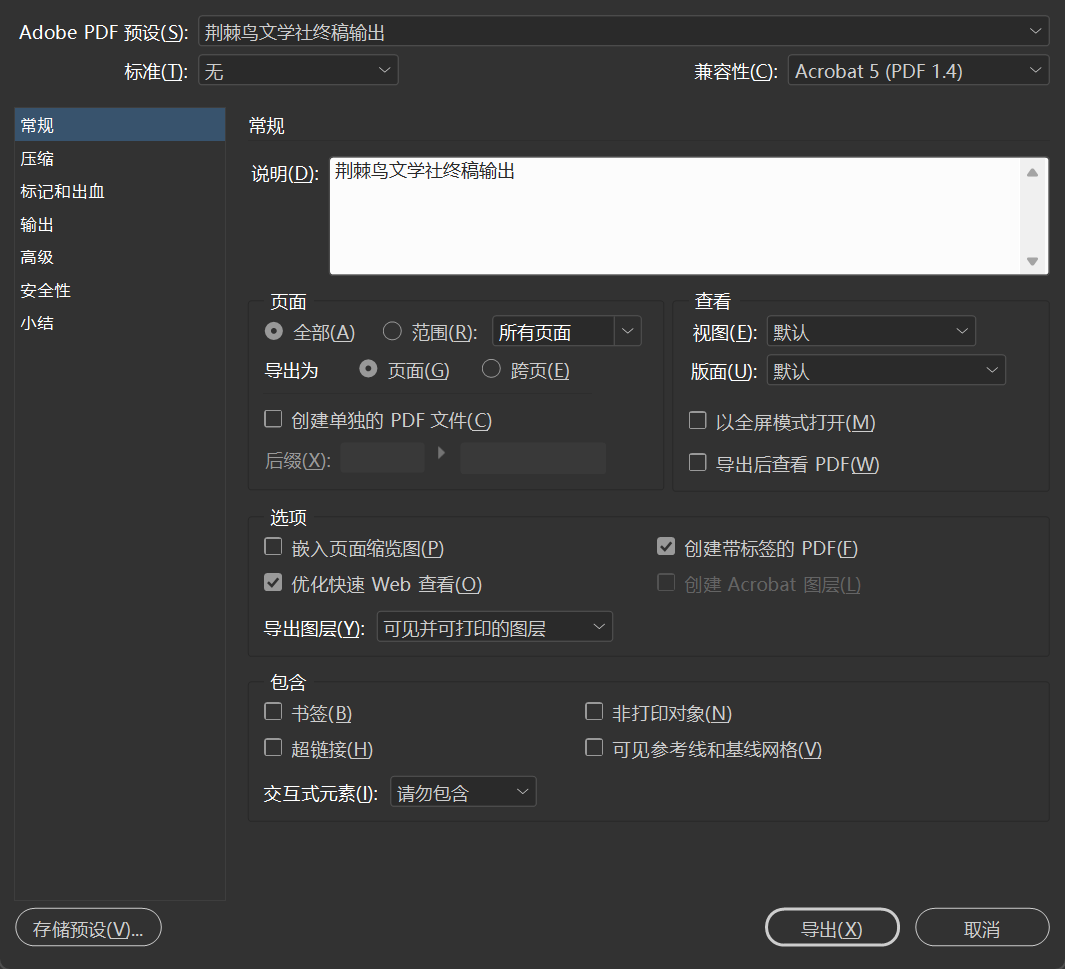 Adobe PDF 预设(S): 荆棘鸟文学社终稿输出
标准(T): 无 兼容性(C): Acrobat 5 (PDF 1.4)
常规
压缩
标记和出血
输出
高级
安全性
小结
常规
说明(D): 荆棘鸟文学社终稿输出
页面
全部(A) 范围(R): 所有页面
导出为 页面(G) 跨页(E)
创建单独的 PDF 文件(C)
后缀(X):
查看
视图(E): 默认
版面(U): 默认
以全屏模式打开(M)
导出后查看 PDF(W)
选项
嵌入页面缩览图(P) 创建带标签的 PDF(F)
优化快速 Web 查看(O) 创建 Acrobat 图层(L)
导出图层(Y): 可见并可打印的图层
包含
书签(B) 非打印对象(N)
超链接(H) 可见参考线和基线网格(V)
交互式元素(I): 请勿包含
存储预设(V)... 导出(X) 取消